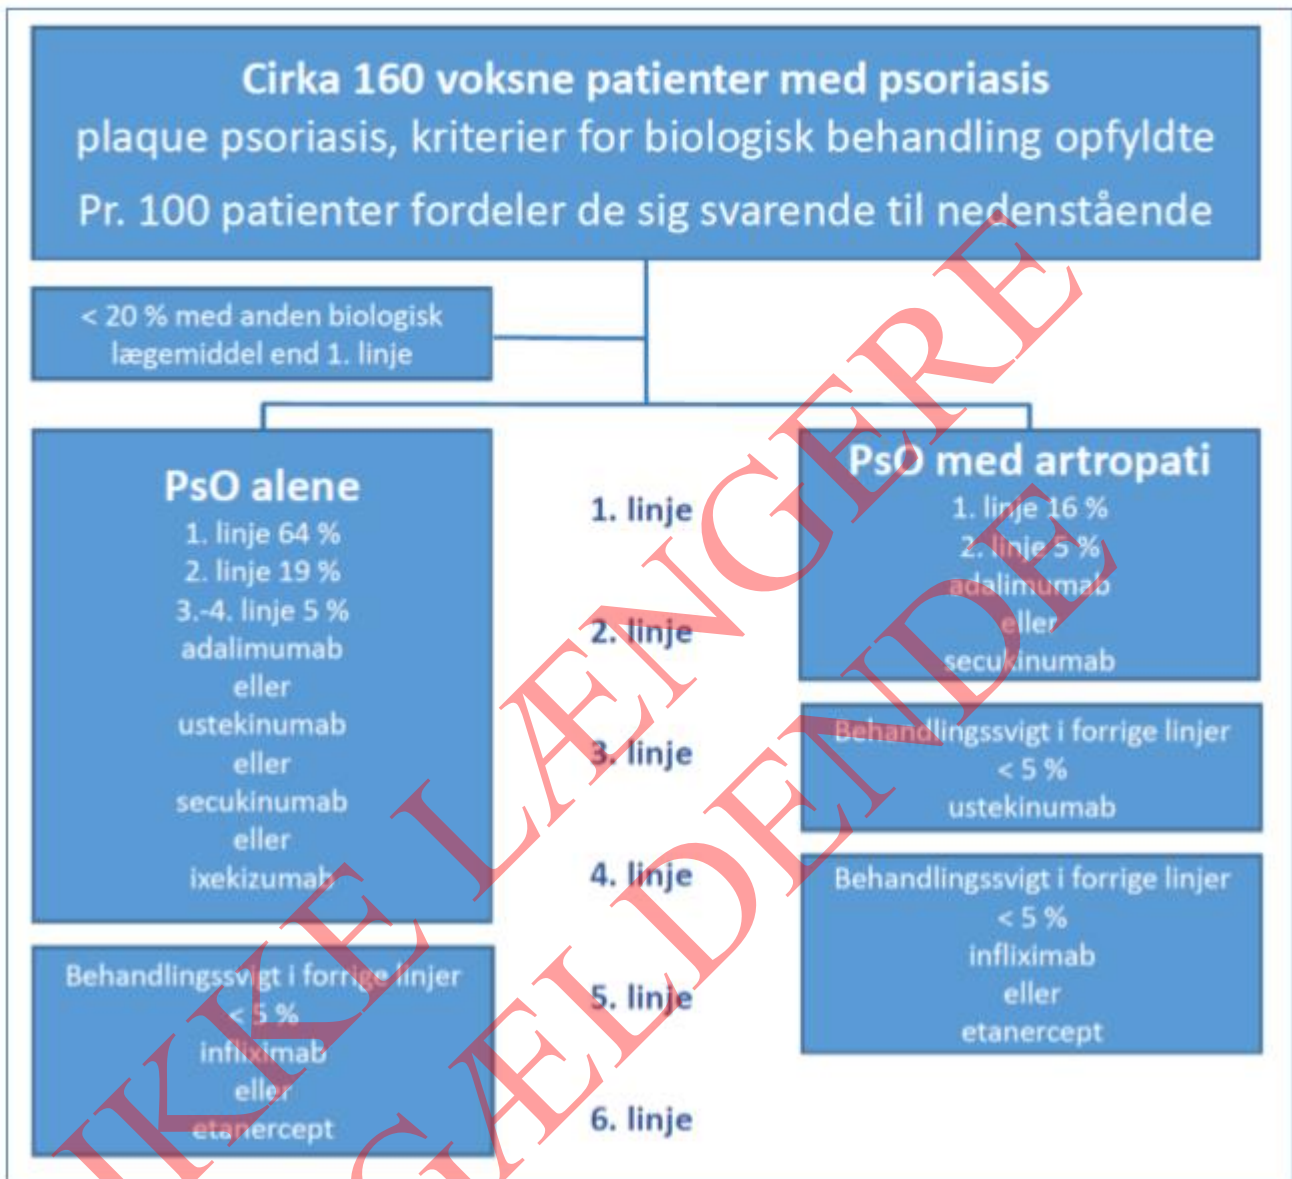 Cirka 160 voksne patienter med psoriasis
plaque psoriasis, kriterier for biologisk behandling opfyldte
Pr. 100 patienter fordeler de sig svarende til nedenstående
< 20 % med anden biologisk
lægemiddel end 1. linje
PsO alene
1. linje 64 %
2. linje 19 %
3.-4. linje 5 %
adalimumab
eller
ustekinumab
eller
secukinumab
eller
ixekizumab
Behandlingssvigt i forrige linjer
< 5 %
infliximab
eller
etanercept
1. linje
2. linje
3. linje
4. linje
5. linje
6. linje
PsO med artropati
1. linje 16 %
2. linje 5 %
adalimumab
eller
secukinumab
Behandlingssvigt i forrige linjer
< 5 %
ustekinumab
Behandlingssvigt i forrige linjer
< 5 %
infliximab
eller
etanercept
IKKE LÆNGERE
GÆLDENDE